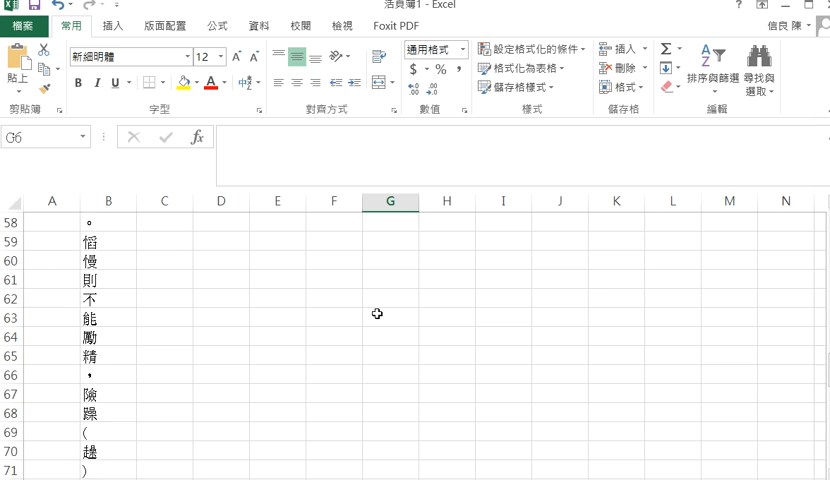 活頁簿1 - Excel
檔案 常用 插入 版面配置 公式 資料 校閱 檢視 Foxit PDF 信良 陳
新細明體 12 通用格式 設定格式化的條件 插入 Σ
貼上 B I U A 中 $ % , 格式化為表格 刪除 排序與篩選 尋找與選取
儲存格樣式 格式
剪貼簿 字型 對齊方式 數值 樣式 儲存格 編輯
G6 fx
A B C D E F G H I J K L M N
58 。
59 慆
60 慢
61 則
62 不
63 能
64 勵
65 精
66 ，
67 險
68 躁
69 (
70 趮
71 )